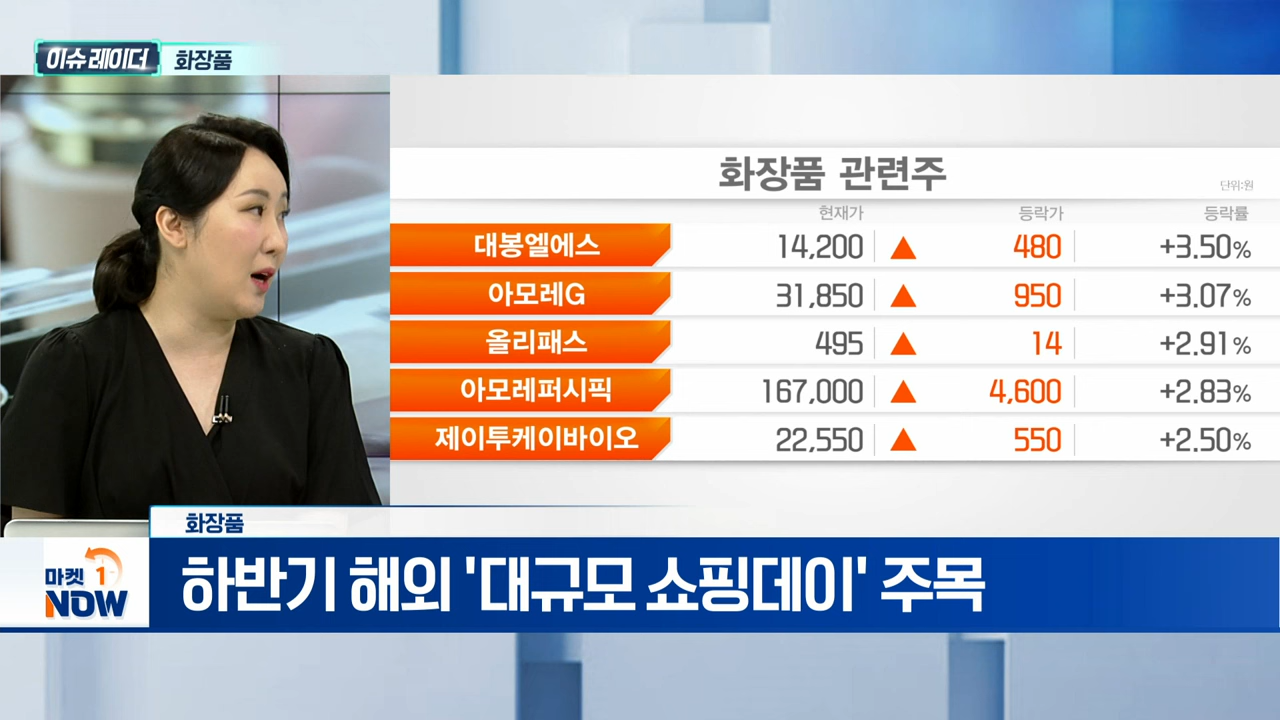 이슈레이더 화장품
화장품 관련주
단위:원
현재가 등락가 등락률
대봉엘에스 14,200 ▲ 480 +3.50%
아모레G 31,850 ▲ 950 +3.07%
올리패스 495 ▲ 14 +2.91%
아모레퍼시픽 167,000 ▲ 4,600 +2.83%
제이투케이바이오 22,550 ▲ 550 +2.50%
화장품
마켓 1
NOW
하반기 해외 '대규모 쇼핑데이' 주목